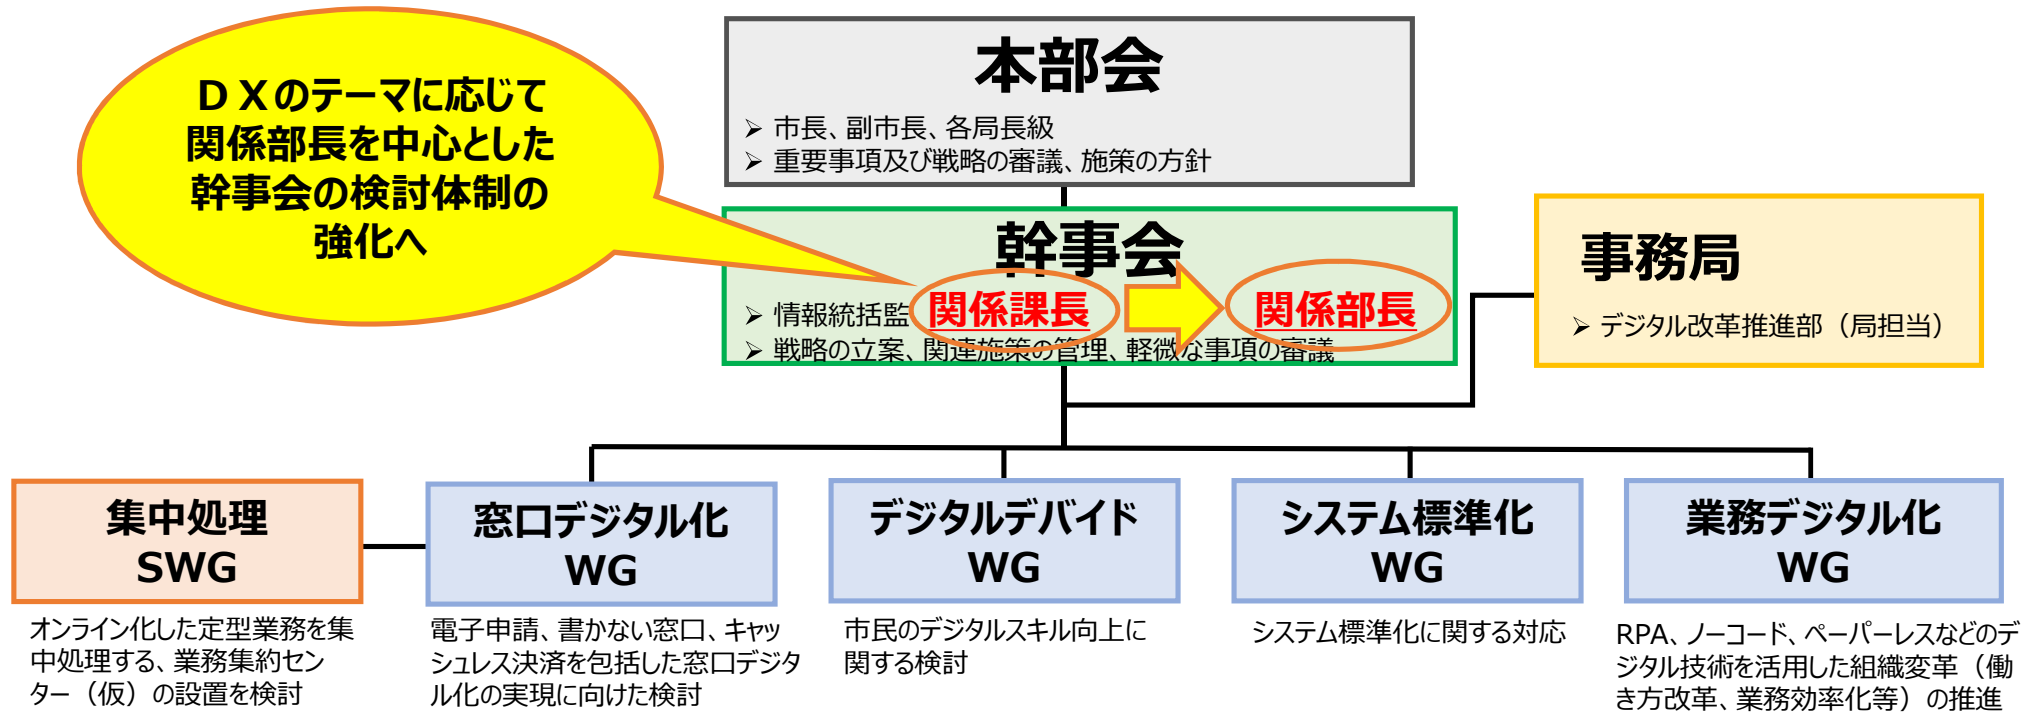 ＤＸのテーマに応じて
関係部長を中心とした
幹事会の検討体制の
強化へ
本部会
➢ 市長、副市長、各局長級
➢ 重要事項及び戦略の審議、施策の方針
幹事会
➢ 情報統括監 関係課長 関係部長
➢ 戦略の立案、関連施策の管理、軽微な事項の審議
事務局
➢ デジタル改革推進部（局担当）
集中処理
SWG
オンライン化した定型業務を集
中処理する、業務集約セン
ター（仮）の設置を検討
窓口デジタル化
WG
電子申請、書かない窓口、キャッ
シュレス決済を包括した窓口デジタ
ル化の実現に向けた検討
デジタルデバイド
WG
市民のデジタルスキル向上に
関する検討
システム標準化
WG
システム標準化に関する対応
業務デジタル化
WG
RPA、ノーコード、ペーパーレスなどのデ
ジタル技術を活用した組織変革（働
き方改革、業務効率化等）の推進